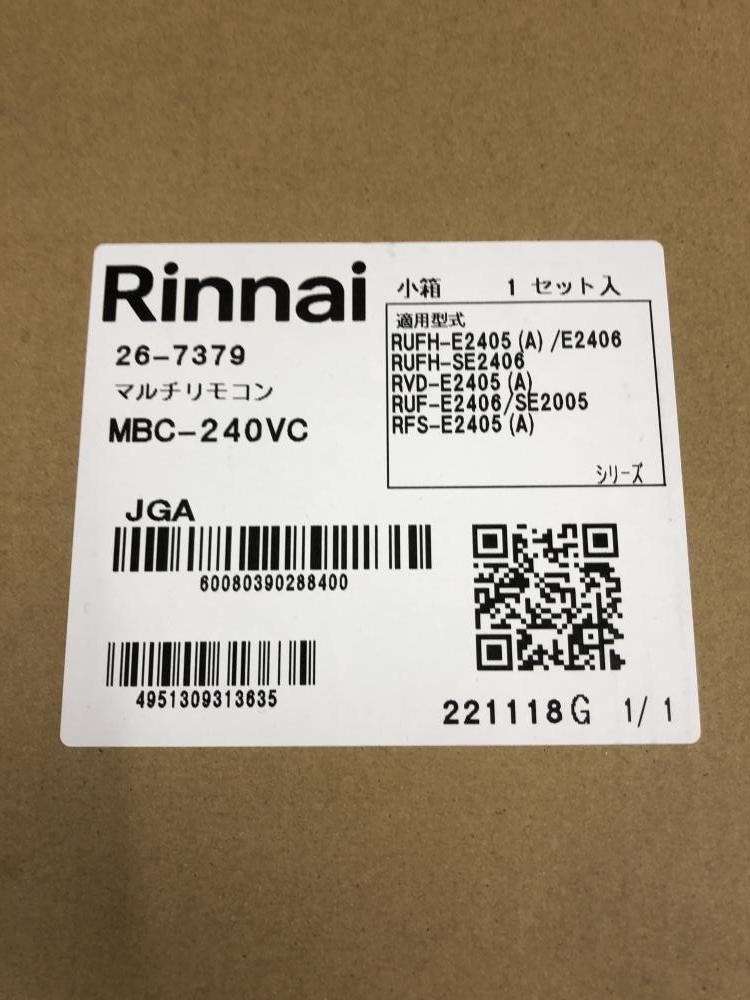 Rinnai
26-7379
マルチリモコン
MBC-240VC
小箱 1 セット入
適用型式
RUFH-E2405 (A) /E2406
RUFH-SE2406
RVD-E2405 (A)
RUF-E2406/SE2005
RFS-E2405 (A)
シリーズ
JGA
60080390288400
4951309313635
221118G 1/ 1